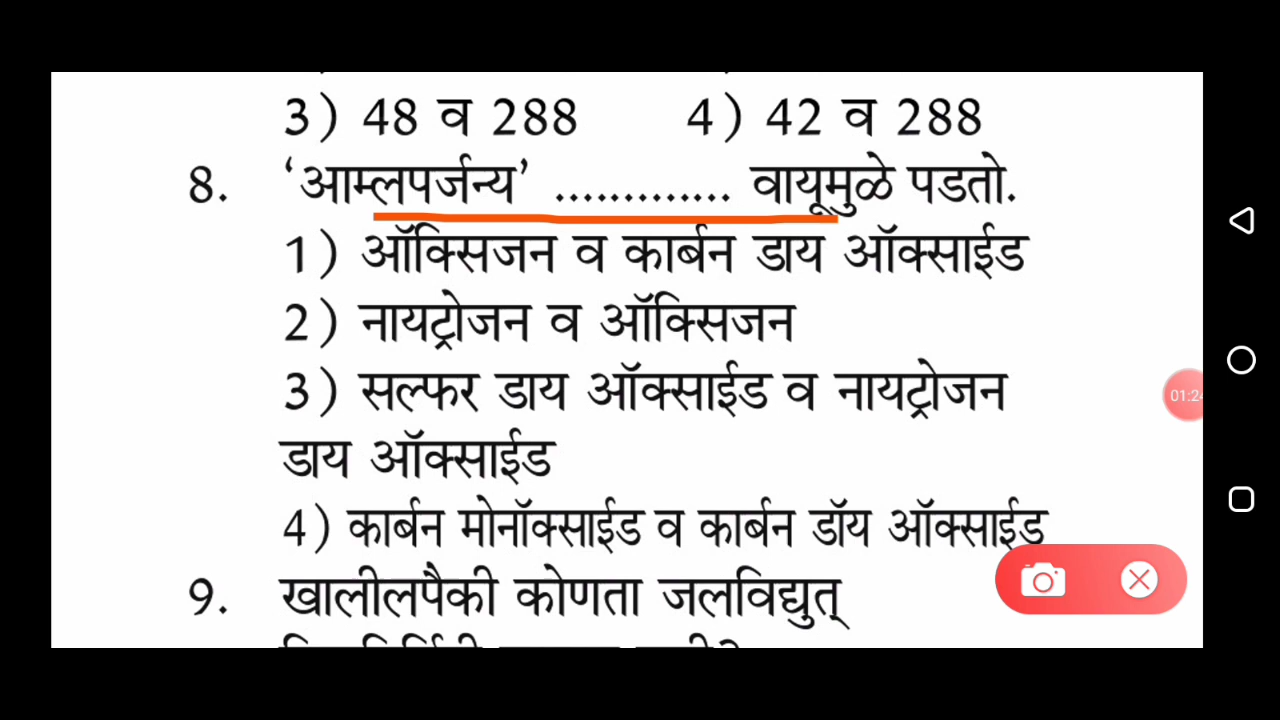 3) 48 व 288 4) 42 व 288
8. ‘आम्लपर्जन्य’ ............. वायूमुळे पडतो.
1) ऑक्सिजन व कार्बन डाय ऑक्साईड
2) नायट्रोजन व ऑक्सिजन
3) सल्फर डाय ऑक्साईड व नायट्रोजन
डाय ऑक्साईड
4) कार्बन मोनॉक्साईड व कार्बन डॉय ऑक्साईड
9. खालीलपैकी कोणता जलविद्युत्
01:24